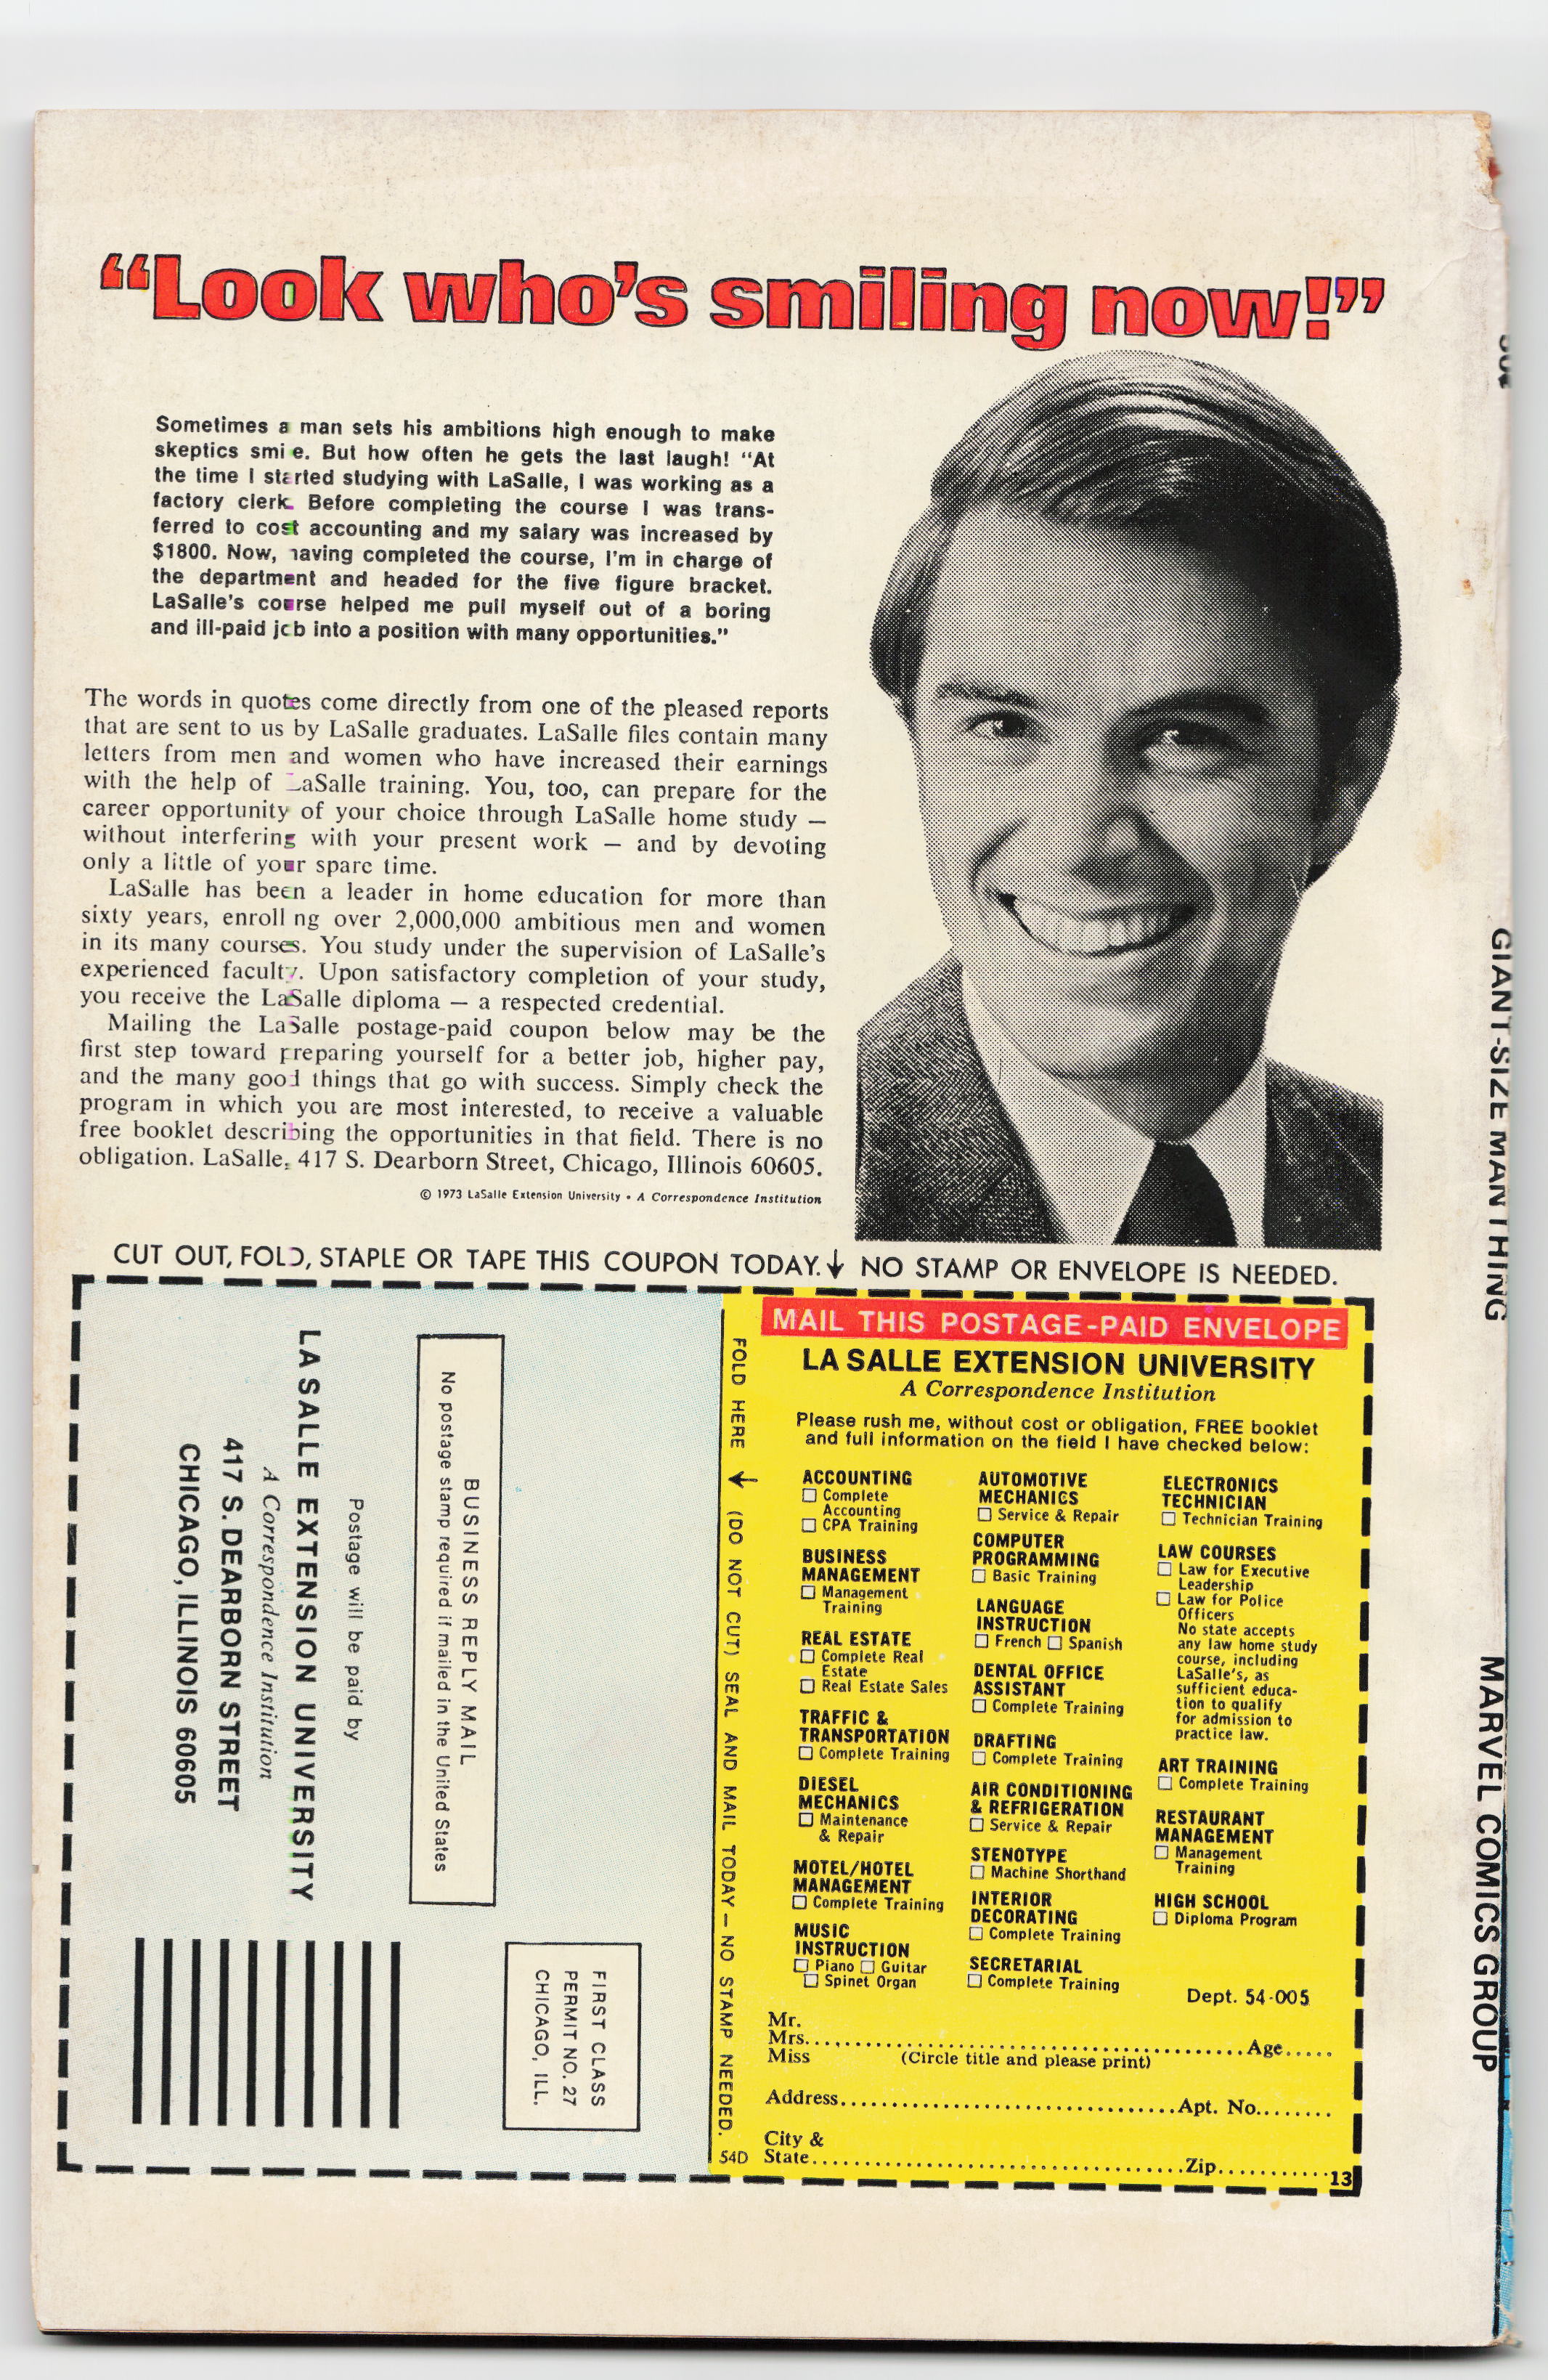 “Look who’s smiling now!”
Sometimes a man sets his ambitions high enough to make
skeptics smi e. But how often he gets the last laugh! “At
the time I started studying with LaSalle, I was working as a
factory clerk. Before completing the course I was trans-
ferred to cost accounting and my salary was increased by
$1800. Now, having completed the course, I’m in charge of
the department and headed for the five figure bracket.
LaSalle’s course helped me pull myself out of a boring
and ill-paid job into a position with many opportunities.”
The words in quotes come directly from one of the pleased reports
that are sent to us by LaSalle graduates. LaSalle files contain many
letters from men and women who have increased their earnings
with the help of LaSalle training. You, too, can prepare for the
career opportunity of your choice through LaSalle home study —
without interfering with your present work — and by devoting
only a little of your spare time.
LaSalle has been a leader in home education for more than
sixty years, enroll ng over 2,000,000 ambitious men and women
in its many courses. You study under the supervision of LaSalle’s
experienced faculty. Upon satisfactory completion of your study,
you receive the LaSalle diploma — a respected credential.
Mailing the LaSalle postage-paid coupon below may be the
first step toward preparing yourself for a better job, higher pay,
and the many good things that go with success. Simply check the
program in which you are most interested, to receive a valuable
free booklet describing the opportunities in that field. There is no
obligation. LaSalle, 417 S. Dearborn Street, Chicago, Illinois 60605.
© 1973 LaSalle Extension University • A Correspondence Institution
CUT OUT, FOLD, STAPLE OR TAPE THIS COUPON TODAY.↓ NO STAMP OR ENVELOPE IS NEEDED.
FIRST CLASS
PERMIT NO. 27
CHICAGO, ILL.
BUSINESS REPLY MAIL
No postage stamp required if mailed in the United States
Postage will be paid by
LASALLE EXTENSION UNIVERSITY
A Correspondence Institution
417 S. DEARBORN STREET
CHICAGO, ILLINOIS 60605
FOLD HERE ↓ (DO NOT CUT) SEAL AND MAIL TODAY — NO STAMP NEEDED.
54D
MAIL THIS POSTAGE-PAID ENVELOPE
LA SALLE EXTENSION UNIVERSITY
A Correspondence Institution
Please rush me, without cost or obligation, FREE booklet
and full information on the field I have checked below:
ACCOUNTING
☐ Complete
Accounting
☐ CPA Training
BUSINESS
MANAGEMENT
☐ Management
Training
REAL ESTATE
☐ Complete Real
Estate
☐ Real Estate Sales
TRAFFIC &
TRANSPORTATION
☐ Complete Training
DIESEL
MECHANICS
☐ Maintenance
& Repair
MOTEL/HOTEL
MANAGEMENT
☐ Complete Training
MUSIC
INSTRUCTION
☐ Piano ☐ Guitar
☐ Spinet Organ
AUTOMOTIVE
MECHANICS
☐ Service & Repair
COMPUTER
PROGRAMMING
☐ Basic Training
LANGUAGE
INSTRUCTION
☐ French ☐ Spanish
DENTAL OFFICE
ASSISTANT
☐ Complete Training
DRAFTING
☐ Complete Training
AIR CONDITIONING
& REFRIGERATION
☐ Service & Repair
STENOTYPE
☐ Machine Shorthand
INTERIOR
DECORATING
☐ Complete Training
SECRETARIAL
☐ Complete Training
ELECTRONICS
TECHNICIAN
☐ Technician Training
LAW COURSES
☐ Law for Executive
Leadership
☐ Law for Police
Officers
No state accepts
any law home study
course, including
LaSalle’s, as
sufficient educa-
tion to qualify
for admission to
practice law.
ART TRAINING
☐ Complete Training
RESTAURANT
MANAGEMENT
☐ Management
Training
HIGH SCHOOL
☐ Diploma Program
Dept. 54-005
Mr.
Mrs.....................................................Age.....
Miss (Circle title and please print)
Address.................................Apt. No........
City &
State.....................................Zip...........13
GIANT-SIZE MAN THING
MARVEL COMICS GROUP